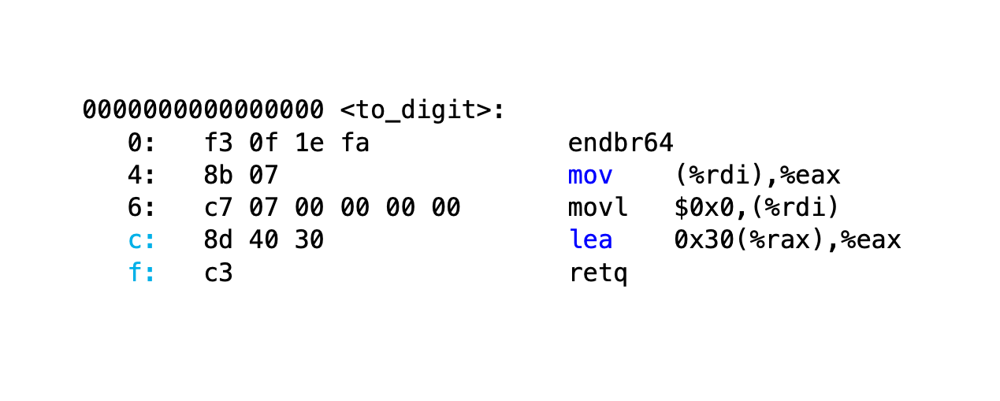 0000000000000000 <to_digit>:
0: f3 0f 1e fa endbr64
4: 8b 07 mov (%rdi),%eax
6: c7 07 00 00 00 00 movl $0x0,(%rdi)
c: 8d 40 30 lea 0x30(%rax),%eax
f: c3 retq